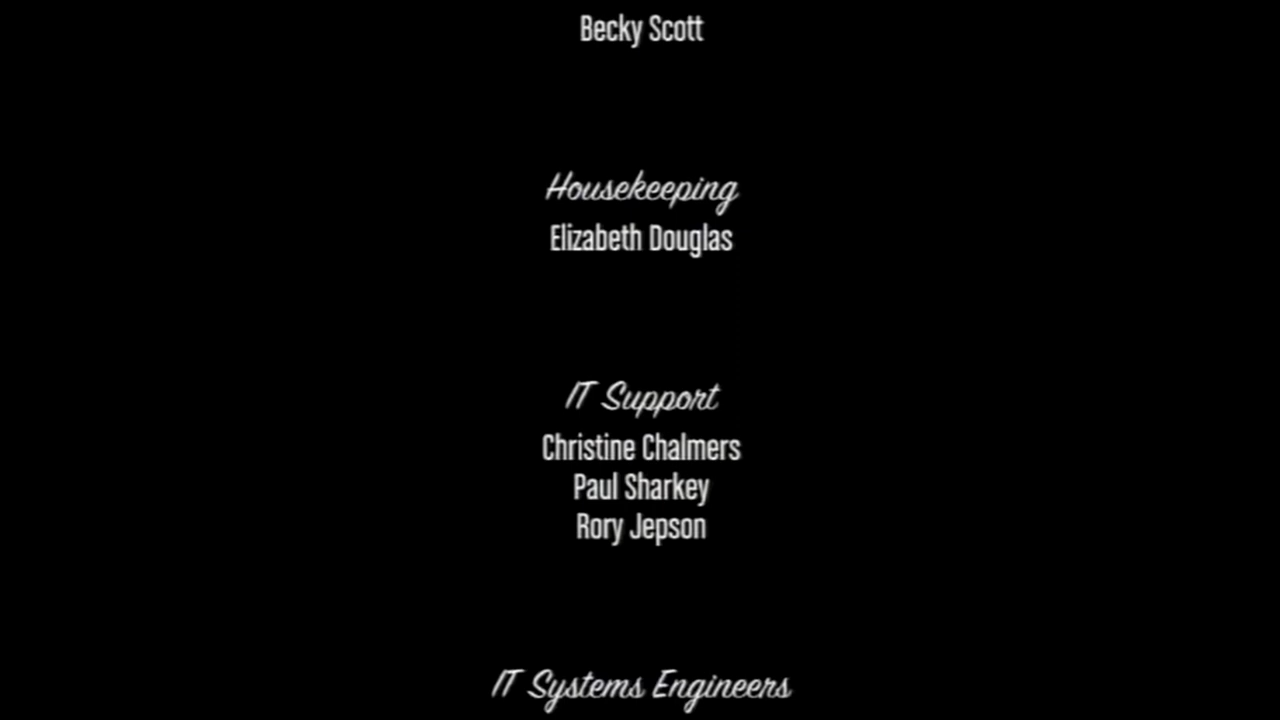 Becky Scott
Housekeeping
Elizabeth Douglas
IT Support
Christine Chalmers
Paul Sharkey
Rory Jepson
IT Systems Engineers